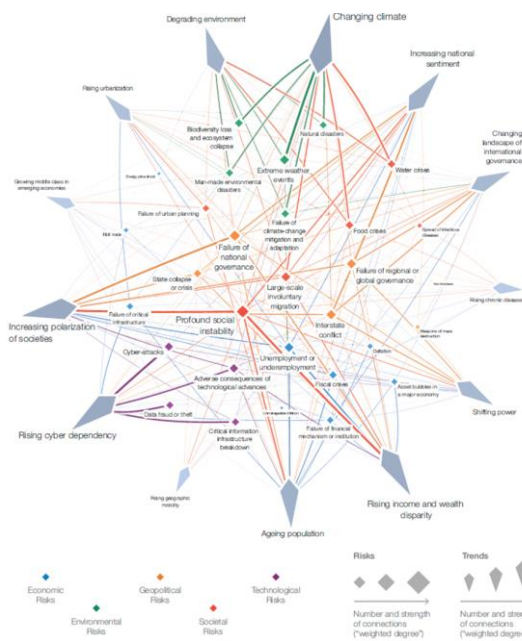 Degrading environment
Changing climate
Increasing national
sentiment
Rising urbanization
Changing
landscape of
international
governance
Biodiversity loss
and ecosystem
collapse
Natural disasters
Extreme weather
events
Water crises
Growing middle class in
emerging economies
Man-made environmental
disasters
Failure of urban planning
Failure of
climate-change
mitigation and
adaptation
Food crises
Spread of infectious
diseases
Failure of
national
governance
State collapse
or crisis
Large-scale
involuntary
migration
Failure of regional or
global governance
Rising chronic diseases
Increasing polarization
of societies
Failure of critical
infrastructure
Profound social
instability
Interstate
conflict
Weapons of mass
destruction
Cyber-attacks
Unemployment or
underemployment
Deflation
Adverse consequences of
technological advances
Fiscal crises
Asset bubbles in
a major economy
Shifting power
Data fraud or theft
Rising cyber dependency
Critical information
infrastructure
breakdown
Failure of financial
mechanism or institution
Rising geographic
mobility
Ageing population
Rising income and wealth
disparity
Economic
Risks
Environmental
Risks
Geopolitical
Risks
Societal
Risks
Technological
Risks
Risks
Number and strength
of connections
("weighted degree")
Trends
Number and stren
of connections
("weighted degree